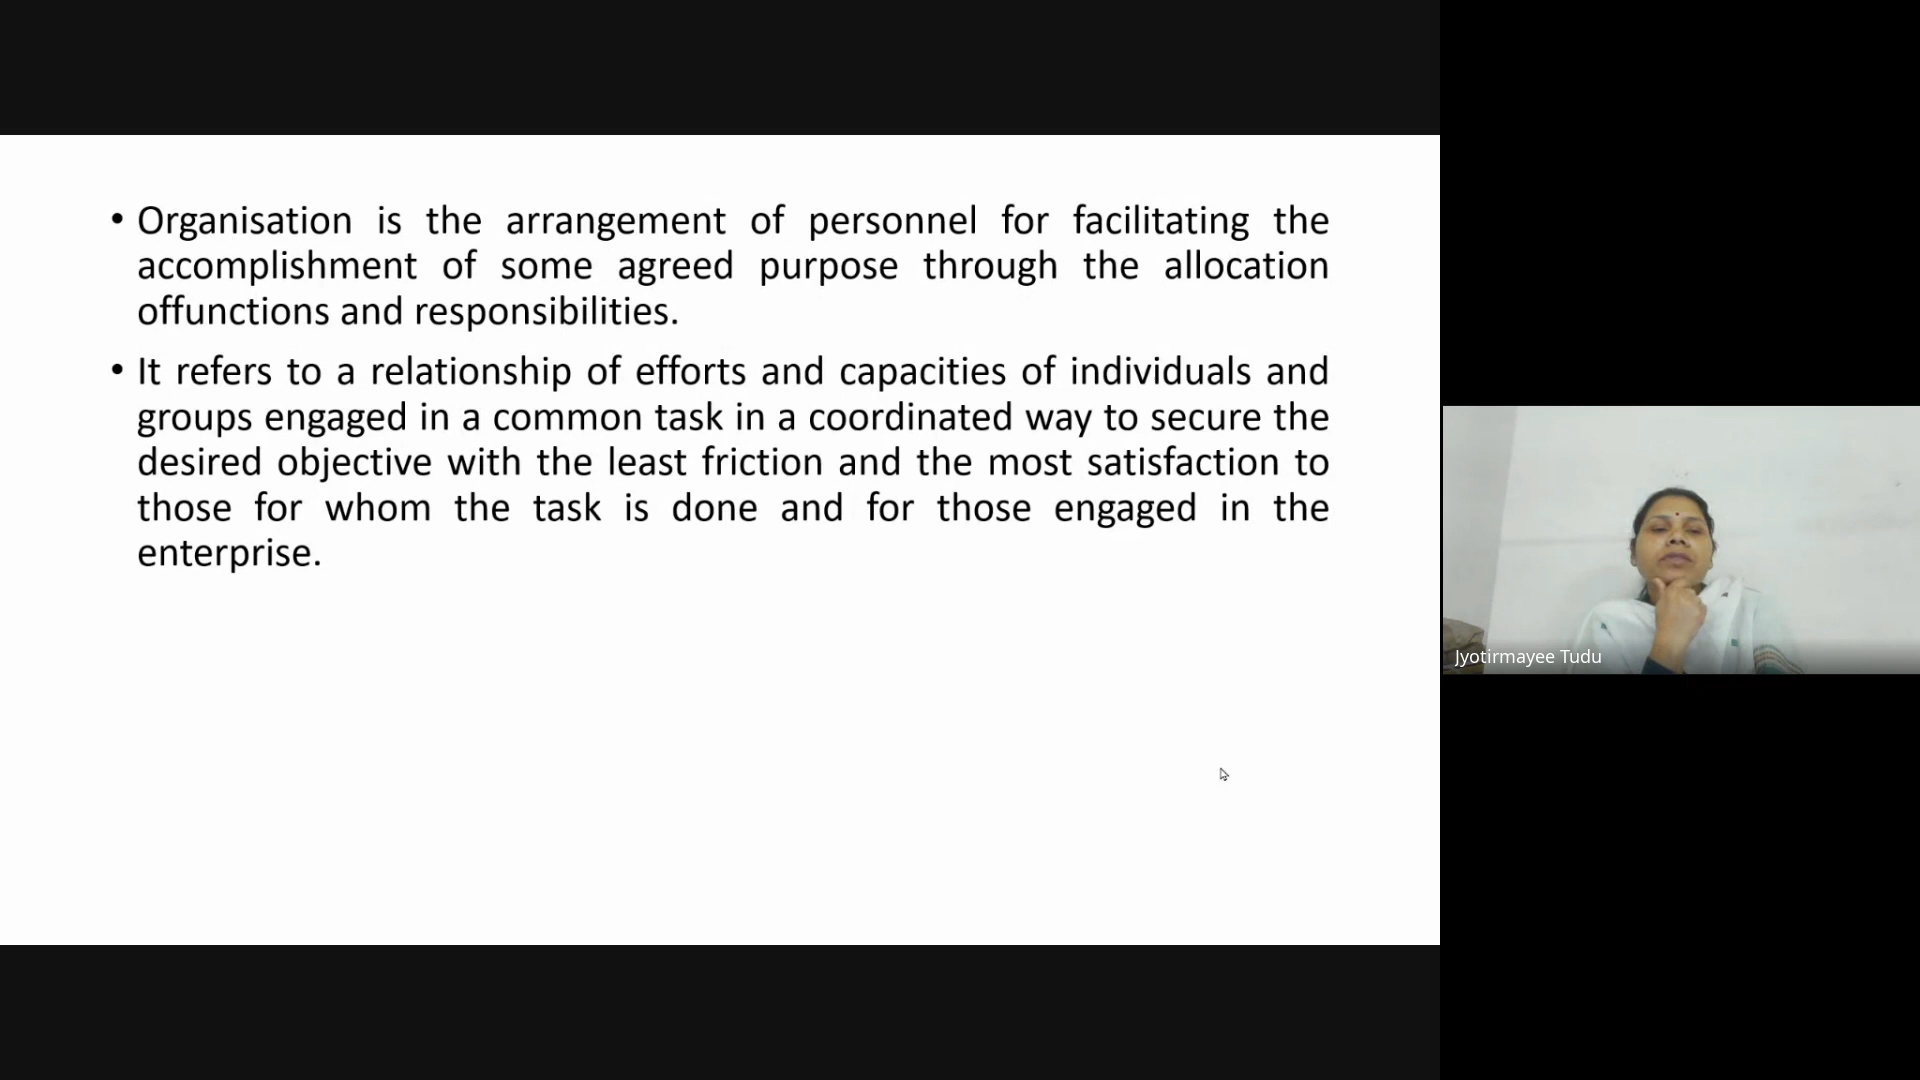 • Organisation is the arrangement of personnel for facilitating the
accomplishment of some agreed purpose through the allocation
offunctions and responsibilities.
• It refers to a relationship of efforts and capacities of individuals and
groups engaged in a common task in a coordinated way to secure the
desired objective with the least friction and the most satisfaction to
those for whom the task is done and for those engaged in the
enterprise.
Jyotirmayee Tudu